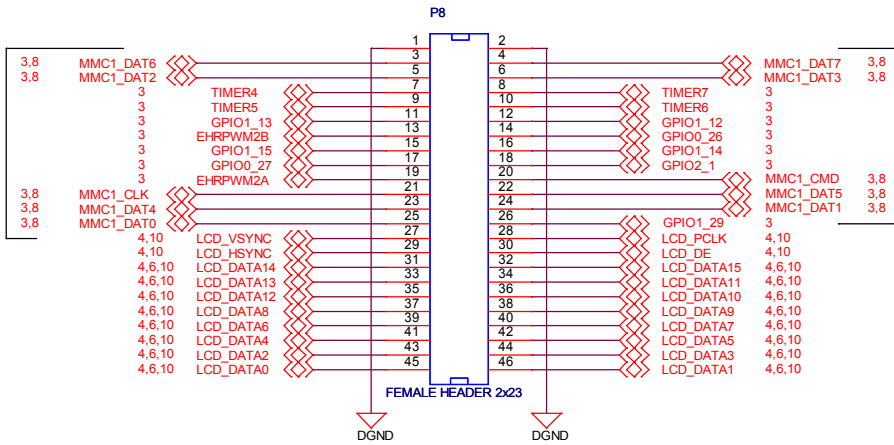 P8
1 2
3,8 MMC1_DAT6 3 4 MMC1_DAT7 3,8
3,8 MMC1_DAT2 5 6 MMC1_DAT3 3,8
3 TIMER4 7 8 TIMER7 3
3 TIMER5 9 10 TIMER6 3
3 GPIO1_13 11 12 GPIO1_12 3
3 EHRPWM2B 13 14 GPIO0_26 3
3 GPIO1_15 15 16 GPIO1_14 3
3 GPIO0_27 17 18 GPIO2_1 3
3 EHRPWM2A 19 20 MMC1_CMD 3,8
3,8 MMC1_CLK 21 22 MMC1_DAT5 3,8
3,8 MMC1_DAT4 23 24 MMC1_DAT1 3,8
3,8 MMC1_DAT0 25 26 GPIO1_29 3
4,10 LCD_VSYNC 27 28 LCD_PCLK 4,10
4,10 LCD_HSYNC 29 30 LCD_DE 4,10
4,6,10 LCD_DATA14 31 32 LCD_DATA15 4,6,10
4,6,10 LCD_DATA13 33 34 LCD_DATA11 4,6,10
4,6,10 LCD_DATA12 35 36 LCD_DATA10 4,6,10
4,6,10 LCD_DATA8 37 38 LCD_DATA9 4,6,10
4,6,10 LCD_DATA6 39 40 LCD_DATA7 4,6,10
4,6,10 LCD_DATA4 41 42 LCD_DATA5 4,6,10
4,6,10 LCD_DATA2 43 44 LCD_DATA3 4,6,10
4,6,10 LCD_DATA0 45 46 LCD_DATA1 4,6,10
FEMALE HEADER 2x23
DGND DGND